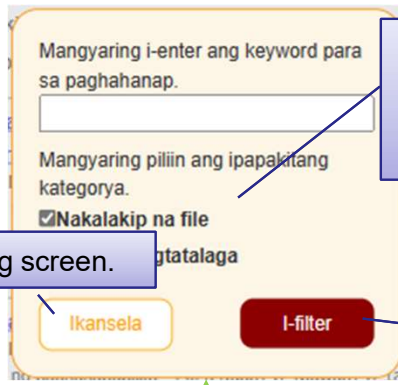 Mangyaring i-enter ang keyword para
sa paghahanap.
Mangyaring piliin ang ipapakitang
kategorya.
Nakalakip na file
gtatalaga
g screen.
Ikansela
I-filter